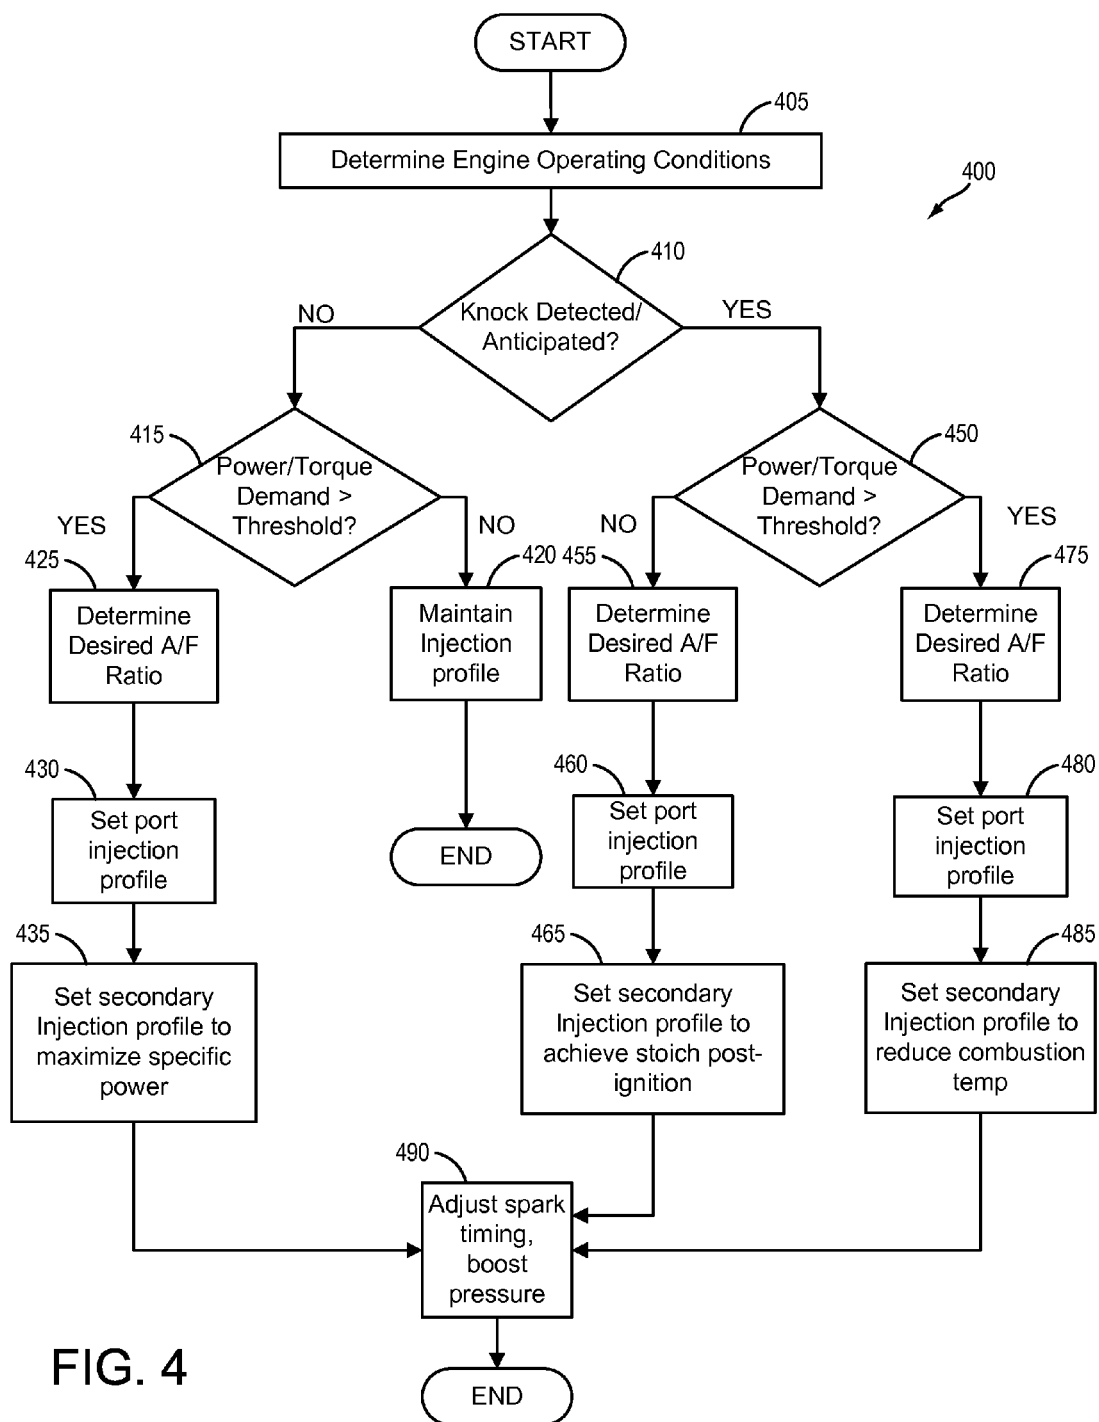 START
405
Determine Engine Operating Conditions
400
410
Knock Detected/
Anticipated?
NO
YES
415
Power/Torque
Demand >
Threshold?
450
Power/Torque
Demand >
Threshold?
YES
NO
NO
YES
425
Determine
Desired A/F
Ratio
420
Maintain
Injection
profile
455
Determine
Desired A/F
Ratio
475
Determine
Desired A/F
Ratio
430
Set port
injection
profile
END
460
Set port
injection
profile
480
Set port
injection
profile
435
Set secondary
Injection profile to
maximize specific
power
465
Set secondary
Injection profile to
achieve stoich post-
ignition
485
Set secondary
Injection profile to
reduce combustion
temp
490
Adjust spark
timing,
boost
pressure
END
FIG. 4